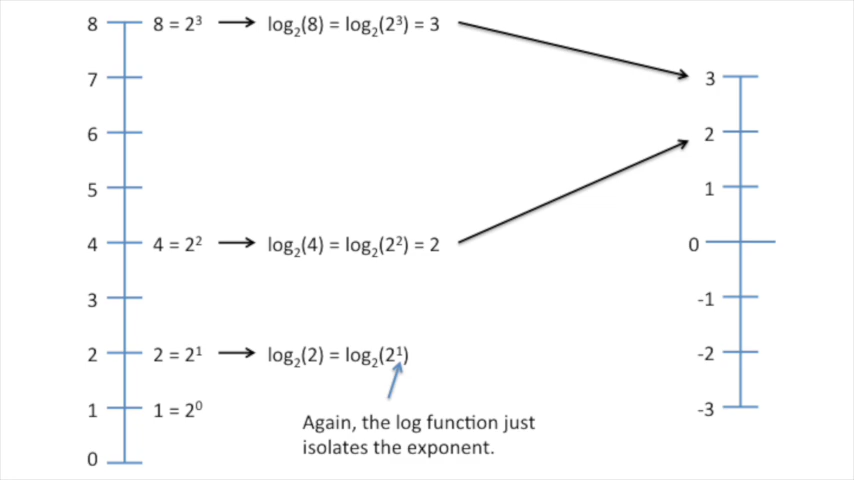 8 8 = 2³ → log₂(8) = log₂(2³) = 3
7 3
6 2
5 1
4 4 = 2² → log₂(4) = log₂(2²) = 2 0
3 -1
2 2 = 2¹ → log₂(2) = log₂(2¹) -2
1 1 = 2⁰ -3
Again, the log function just
isolates the exponent.
0